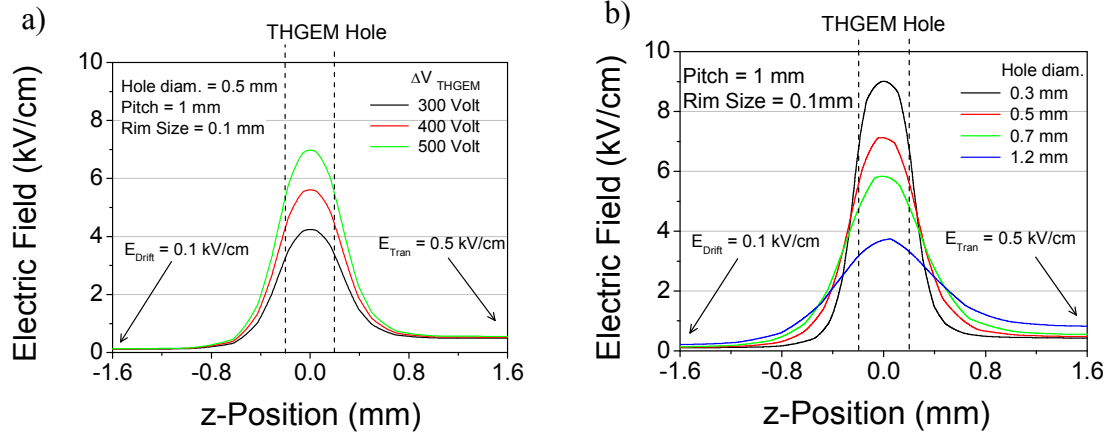 a)
THGEM Hole
Hole diam. = 0.5 mm
Pitch = 1 mm
Rim Size = 0.1 mm
ΔV THGEM
300 Volt
400 Volt
500 Volt
E Drift = 0.1 kV/cm
E Tran = 0.5 kV/cm
Electric Field (kV/cm)
10
8
6
4
2
0
-1.6 -0.8 0.0 0.8 1.6
z-Position (mm)
b)
THGEM Hole
Pitch = 1 mm
Rim Size = 0.1mm
Hole diam.
0.3 mm
0.5 mm
0.7 mm
1.2 mm
E Drift = 0.1 kV/cm
E Tran = 0.5 kV/cm
Electric Field (kV/cm)
10
8
6
4
2
0
-1.6 -0.8 0.0 0.8 1.6
z-Position (mm)